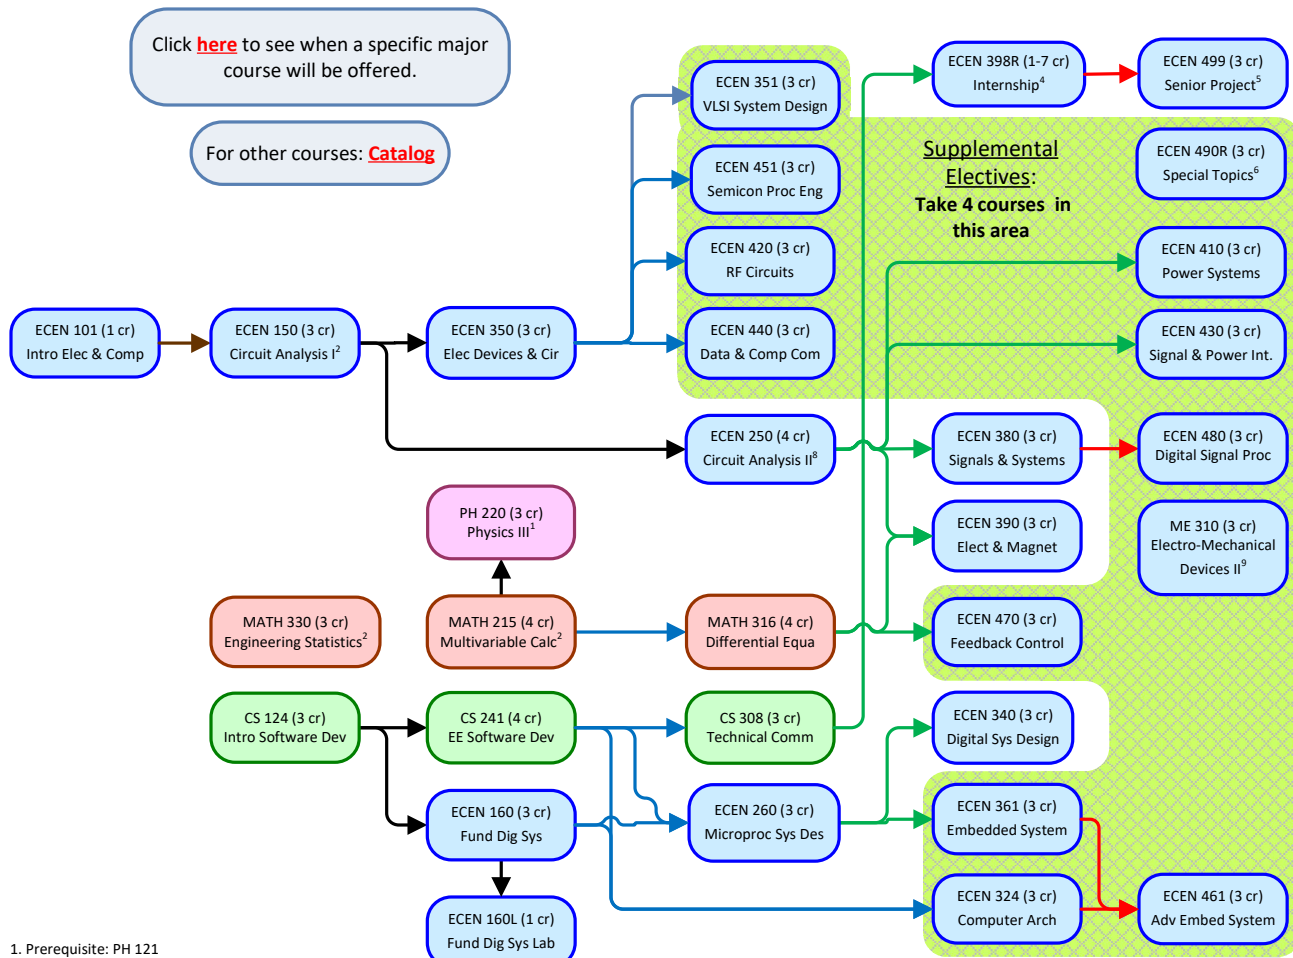 Click here to see when a specific major
course will be offered.
For other courses: Catalog
ECEN 351 (3 cr)
VLSI System Design
ECEN 398R (1-7 cr)
Internship4
ECEN 499 (3 cr)
Senior Project5
ECEN 451 (3 cr)
Semicon Proc Eng
Supplemental
Electives:
Take 4 courses in
this area
ECEN 490R (3 cr)
Special Topics6
ECEN 420 (3 cr)
RF Circuits
ECEN 410 (3 cr)
Power Systems
ECEN 101 (1 cr)
Intro Elec & Comp
ECEN 150 (3 cr)
Circuit Analysis I2
ECEN 350 (3 cr)
Elec Devices & Cir
ECEN 440 (3 cr)
Data & Comp Com
ECEN 430 (3 cr)
Signal & Power Int.
ECEN 250 (4 cr)
Circuit Analysis II8
ECEN 380 (3 cr)
Signals & Systems
ECEN 480 (3 cr)
Digital Signal Proc
PH 220 (3 cr)
Physics III1
ECEN 390 (3 cr)
Elect & Magnet
ME 310 (3 cr)
Electro-Mechanical
Devices II9
MATH 330 (3 cr)
Engineering Statistics2
MATH 215 (4 cr)
Multivariable Calc2
MATH 316 (4 cr)
Differential Equa
ECEN 470 (3 cr)
Feedback Control
CS 124 (3 cr)
Intro Software Dev
CS 241 (4 cr)
EE Software Dev
CS 308 (3 cr)
Technical Comm
ECEN 340 (3 cr)
Digital Sys Design
ECEN 160 (3 cr)
Fund Dig Sys
ECEN 260 (3 cr)
Microproc Sys Des
ECEN 361 (3 cr)
Embedded System
ECEN 160L (1 cr)
Fund Dig Sys Lab
ECEN 324 (3 cr)
Computer Arch
ECEN 461 (3 cr)
Adv Embed System
1. Prerequisite: PH 121